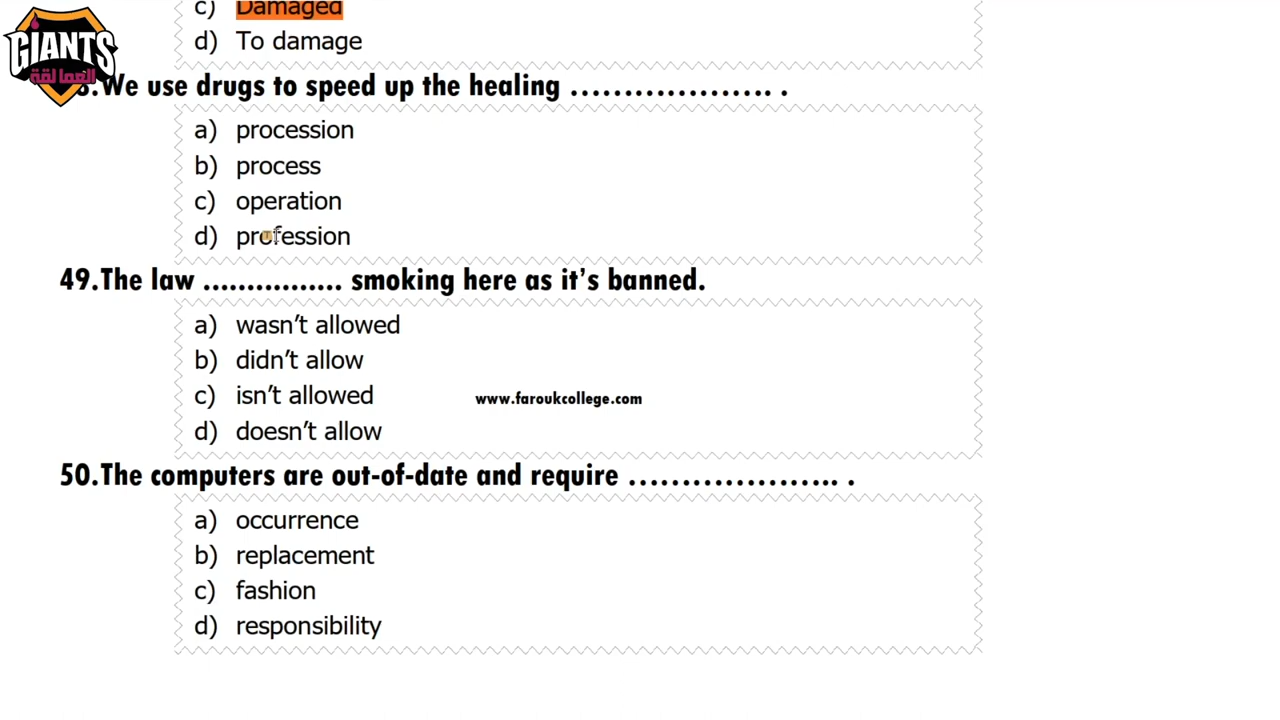 c) Damaged
d) To damage
GIANTS
العمالقة
8.We use drugs to speed up the healing ………………… .
a) procession
b) process
c) operation
d) profession
49.The law ................ smoking here as it’s banned.
a) wasn’t allowed
b) didn’t allow
c) isn’t allowed
www.faroukcollege.com
d) doesn’t allow
50.The computers are out-of-date and require ………………….. .
a) occurrence
b) replacement
c) fashion
d) responsibility